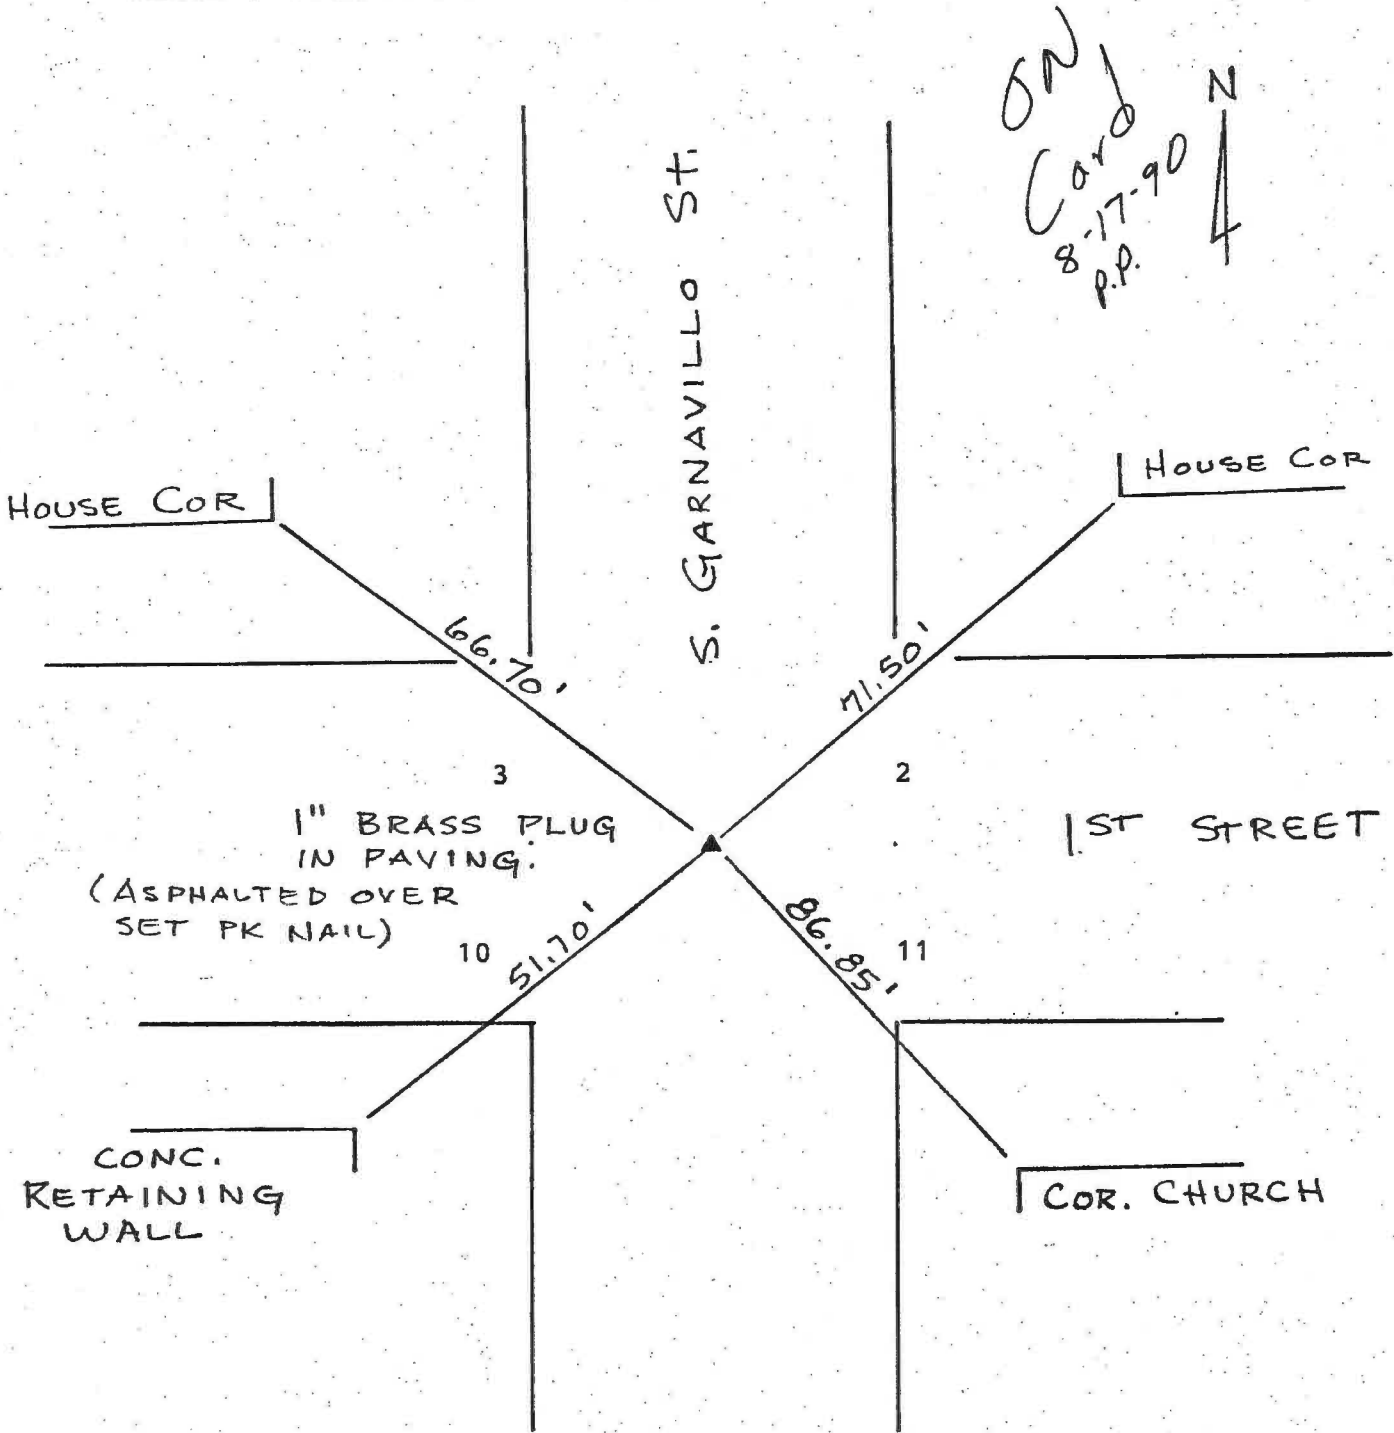 ON
Card
8-17-90
P.P.
N
S. GARNAVILLO ST.
HOUSE COR
HOUSE COR
66.70'
71.50'
3
2
1" BRASS PLUG
IN PAVING.
(ASPHALTED OVER
SET PK NAIL)
1ST STREET
10
51.70'
86.85'
11
CONC.
RETAINING
WALL
COR. CHURCH